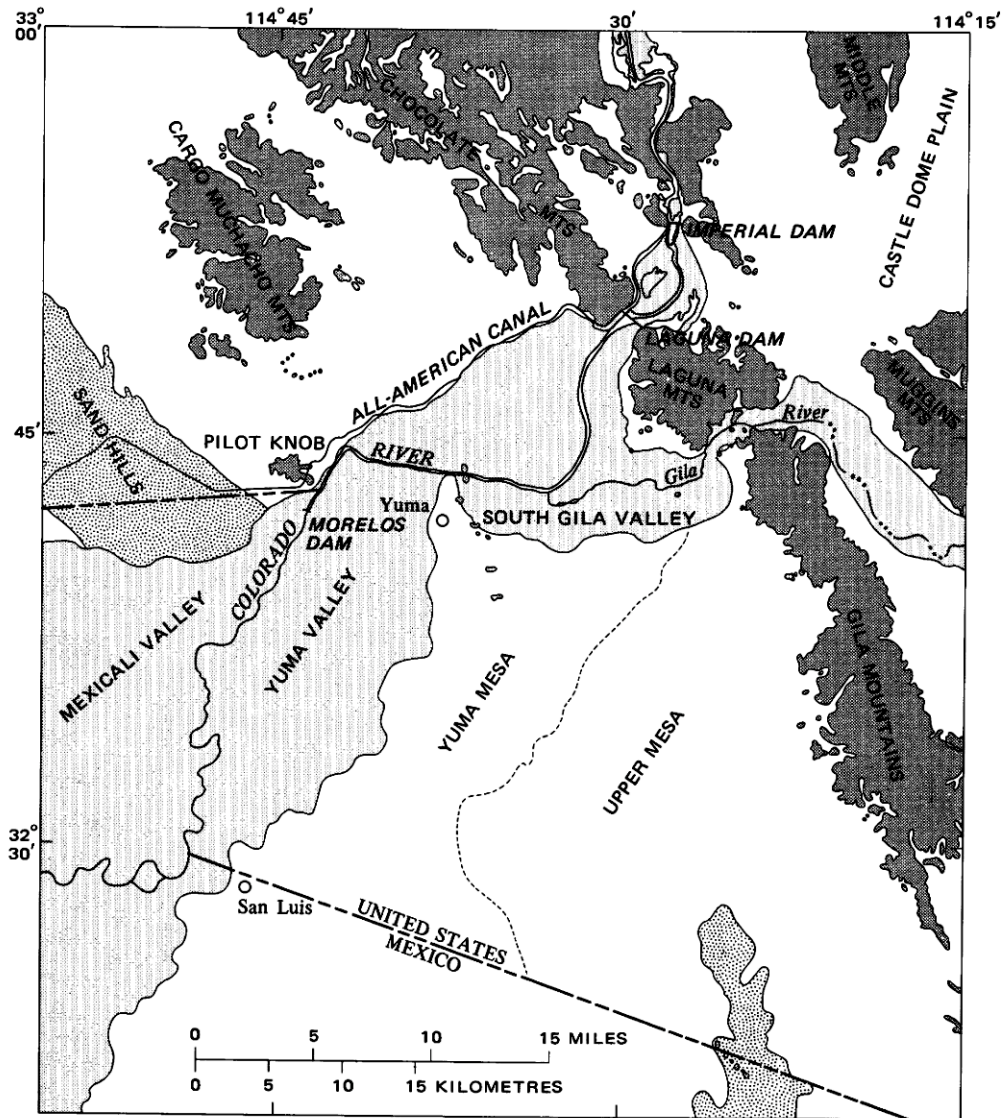 33°
00'
114°45'
30'
114°15'
MIDDLE
MTS
CHOCOLATE
MTS
CARGO MUCHACHO MTS
CASTLE DOME PLAIN
IMPERIAL DAM
LAGUNA DAM
ALL-AMERICAN CANAL
LAGUNA
MTS
MUGGINS
MTS
SAND HILLS
45'
PILOT KNOB
RIVER
River
Gila
Yuma
SOUTH GILA VALLEY
MORELOS
DAM
COLORADO
MEXICALI VALLEY
YUMA VALLEY
YUMA MESA
UPPER MESA
GILA MOUNTAINS
32°
30'
San Luis
UNITED STATES
MEXICO
0 5 10 15 MILES
0 5 10 15 KILOMETRES